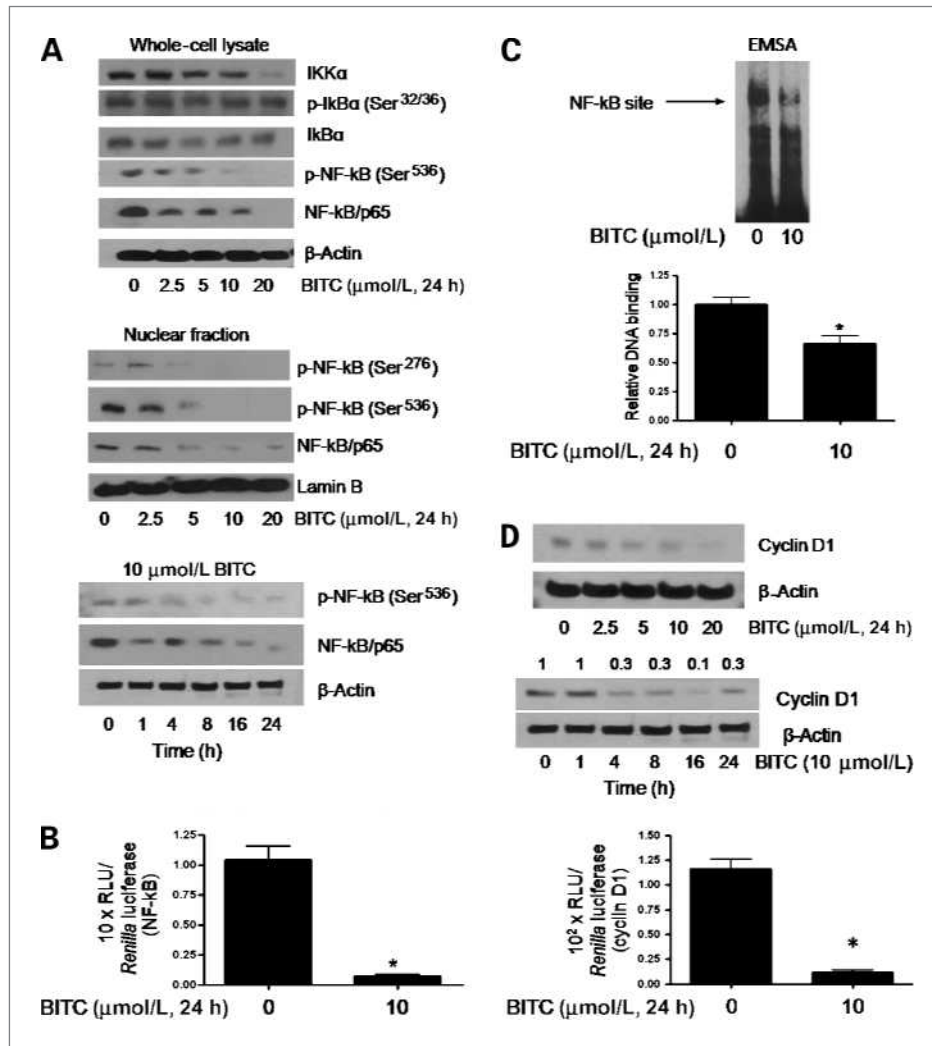 A
Whole-cell lysate
IKKα
p-IkBα (Ser32/36)
IkBα
p-NF-kB (Ser536)
NF-kB/p65
β-Actin
0 2.5 5 10 20 BITC (μmol/L, 24 h)
Nuclear fraction
p-NF-kB (Ser276)
p-NF-kB (Ser536)
NF-kB/p65
Lamin B
0 2.5 5 10 20 BITC (μmol/L, 24 h)
10 μmol/L BITC
p-NF-kB (Ser536)
NF-kB/p65
β-Actin
0 1 4 8 16 24
Time (h)
B
10 x RLU/
Renilla luciferase
(NF-kB)
1.25
1.00
0.75
0.50
0.25
0.00
*
BITC (μmol/L, 24 h) 0 10
C
EMSA
NF-kB site
BITC (μmol/L) 0 10
Relative DNA binding
1.25
1.00
0.75
0.50
0.25
0.00
*
BITC (μmol/L, 24 h) 0 10
D
Cyclin D1
β-Actin
0 2.5 5 10 20
BITC (μmol/L, 24 h)
1 1 0.3 0.3 0.1 0.3
Cyclin D1
β-Actin
0 1 4 8 16 24 BITC (10 μmol/L)
Time (h)
10² x RLU/
Renilla luciferase
(cyclin D1)
1.50
1.25
1.00
0.75
0.50
0.25
0.00
*
BITC (μmol/L, 24 h) 0 10